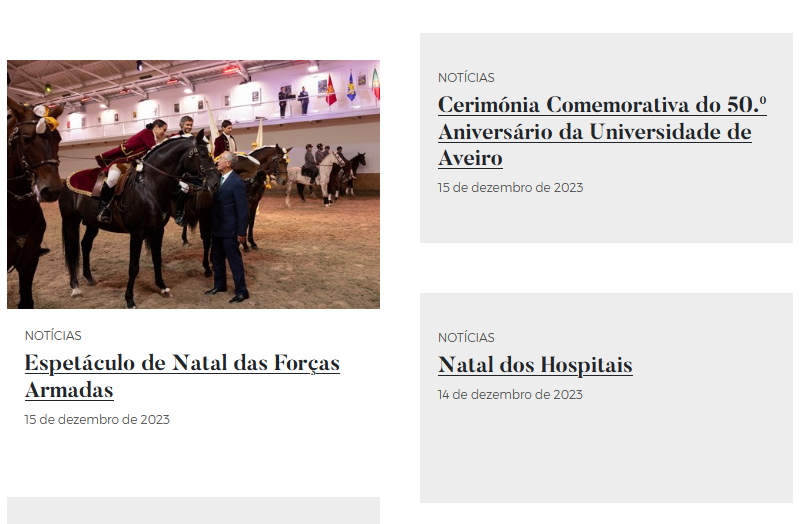 NOTÍCIAS
Espetáculo de Natal das Forças
Armadas
15 de dezembro de 2023
NOTÍCIAS
Cerimónia Comemorativa do 50.º
Aniversário da Universidade de
Aveiro
15 de dezembro de 2023
NOTÍCIAS
Natal dos Hospitais
14 de dezembro de 2023